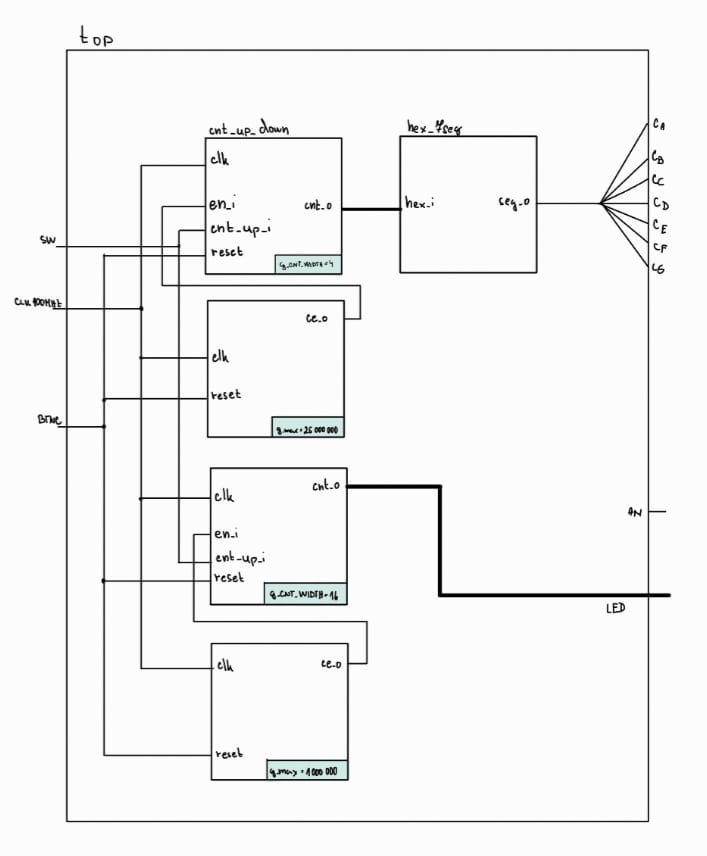 top
cnt_up_down
clk
en_i
cnt_up_i
reset
cnt_o
g_CNT_WIDTH=4
hex_7seg
hex_i
seg_o
CA
CB
CC
CD
CE
CF
CG
SW
CLK100MHZ
BTNC
ce_o
clk
reset
g_max=25 000 000
clk
en_i
cnt_up_i
reset
cnt_o
g_CNT_WIDTH=16
AN
LED
clk
ce_o
reset
g_max=1 000 000